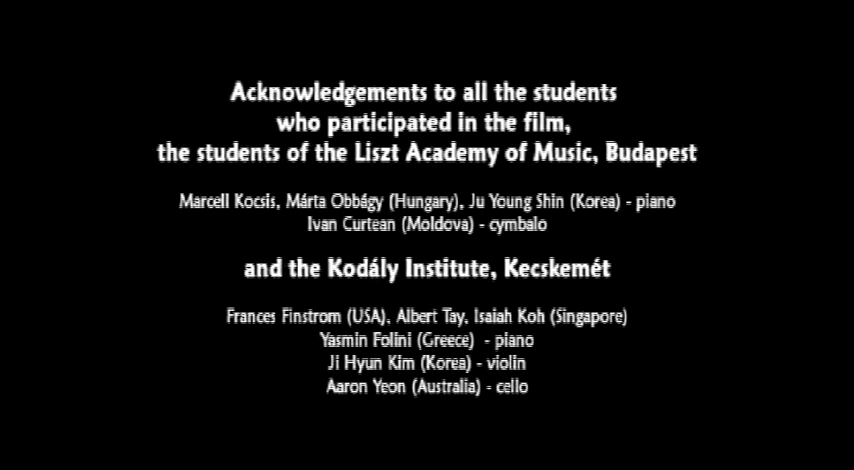 Acknowledgements to all the students
who participated in the film,
the students of the Liszt Academy of Music, Budapest
Marcell Kocsis, Márta Obbágy (Hungary), Ju Young Shin (Korea) - piano
Ivan Curtean (Moldova) - cymbalo
and the Kodály Institute, Kecskemét
Frances Finstrom (USA), Albert Tay, Isaiah Koh (Singapore)
Yasmin Folini (Greece) - piano
Ji Hyun Kim (Korea) - violin
Aaron Yeon (Australia) - cello